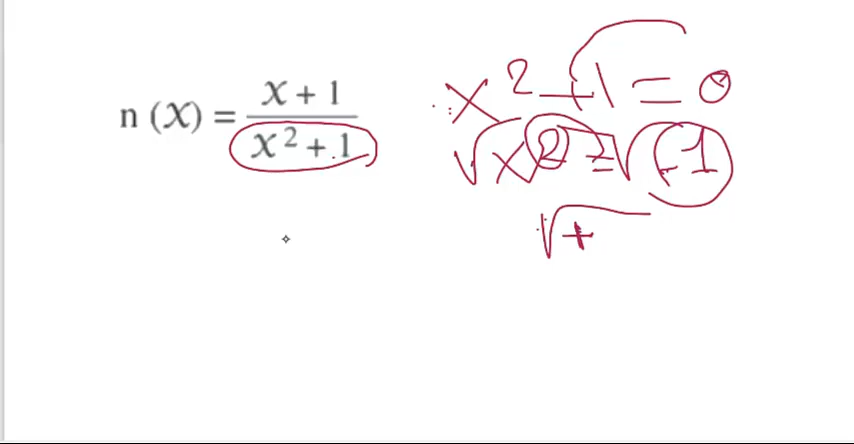 n (X) = (X + 1) / (X² + 1)
x² + 1 = 0
√x² = √-1
√+